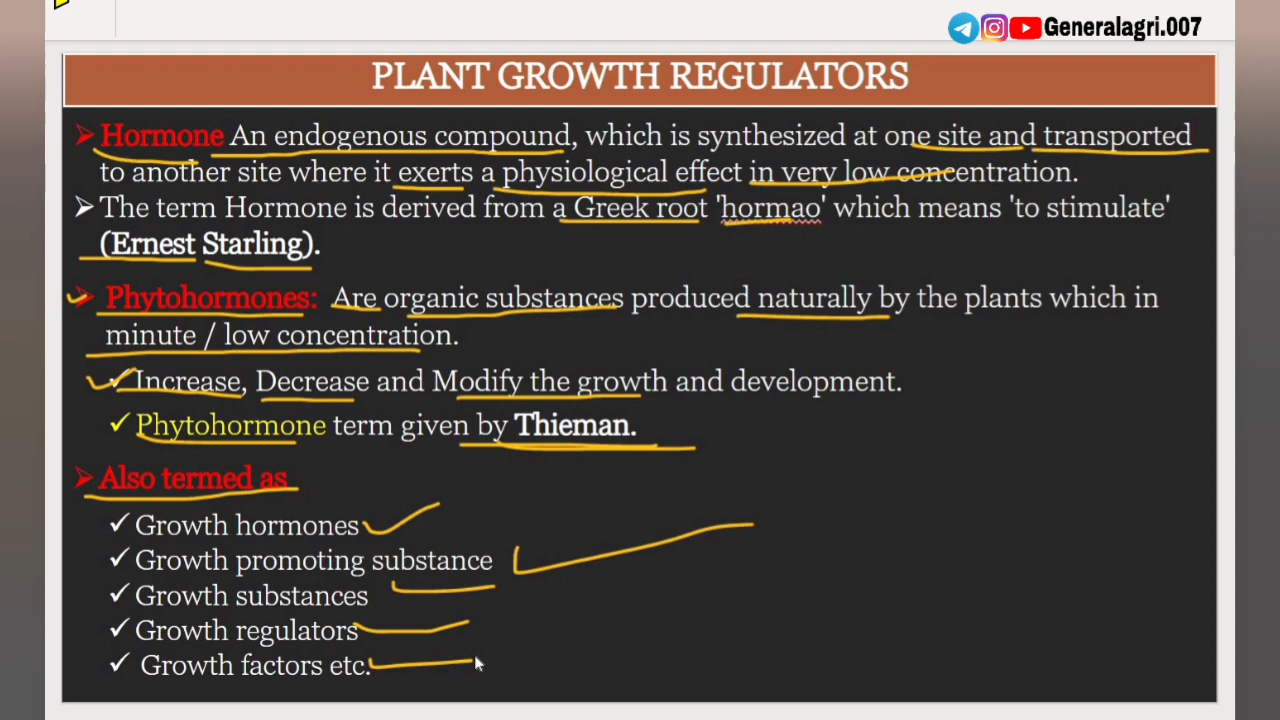 Generalagri.007
PLANT GROWTH REGULATORS
➢ Hormone An endogenous compound, which is synthesized at one site and transported
to another site where it exerts a physiological effect in very low concentration.
➢ The term Hormone is derived from a Greek root 'hormao' which means 'to stimulate'
(Ernest Starling).
➢ Phytohormones: Are organic substances produced naturally by the plants which in
minute / low concentration.
✓ Increase, Decrease and Modify the growth and development.
✓ Phytohormone term given by Thieman.
➢ Also termed as
✓ Growth hormones
✓ Growth promoting substance
✓ Growth substances
✓ Growth regulators
✓ Growth factors etc.